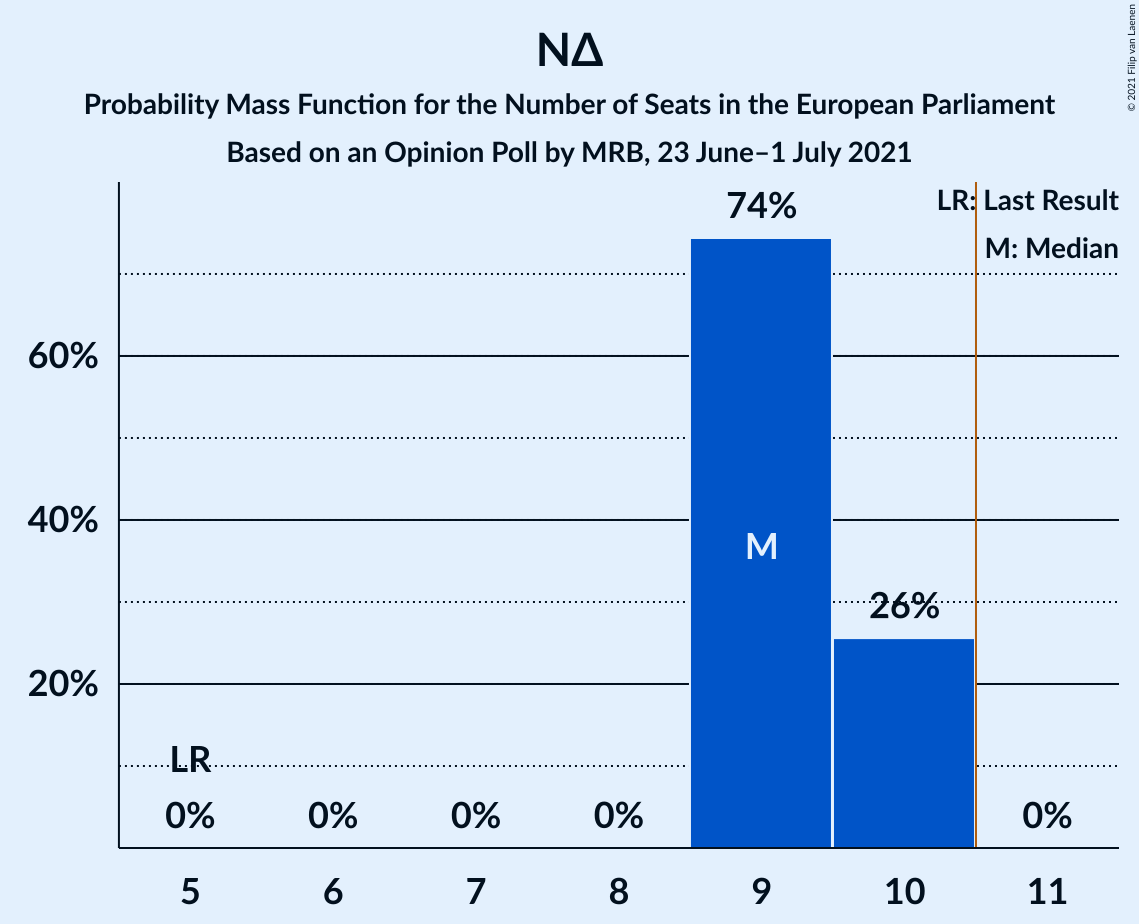 ΝΔ
Probability Mass Function for the Number of Seats in the European Parliament
Based on an Opinion Poll by MRB, 23 June–1 July 2021
© 2021 Filip van Laenen
LR: Last Result
M: Median
74%
60%
40%
M
26%
20%
LR
0% 0% 0% 0% 0%
5 6 7 8 9 10 11